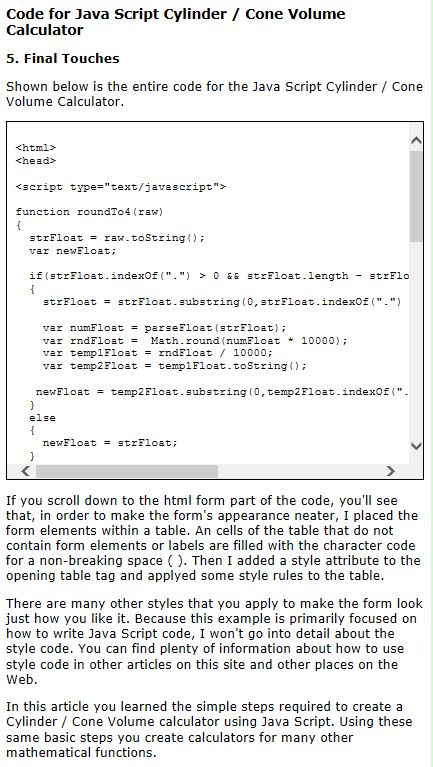 Code for Java Script Cylinder / Cone Volume
Calculator
5. Final Touches
Shown below is the entire code for the Java Script Cylinder / Cone
Volume Calculator.
<html>
<head>
<script type="text/javascript">
function roundTo4(raw)
{
strFloat = raw.toString();
var newFloat;
if(strFloat.indexOf(".") > 0 && strFloat.length - strFlo
{
strFloat = strFloat.substring(0,strFloat.indexOf(".")
var numFloat = parseFloat(strFloat);
var rndFloat =  Math.round(numFloat * 10000);
var temp1Float = rndFloat / 10000;
var temp2Float = temp1Float.toString();
newFloat = temp2Float.substring(0,temp2Float.indexOf(".
}
else
{
newFloat = strFloat;
}
If you scroll down to the html form part of the code, you'll see
that, in order to make the form's appearance neater, I placed the
form elements within a table. An cells of the table that do not
contain form elements or labels are filled with the character code
for a non-breaking space ( ). Then I added a style attribute to the
opening table tag and applyed some style rules to the table.
There are many other styles that you apply to make the form look
just how you like it. Because this example is primarily focused on
how to write Java Script code, I won't go into detail about the
style code. You can find plenty of information about how to use
style code in other articles on this site and other places on the
Web.
In this article you learned the simple steps required to create a
Cylinder / Cone Volume calculator using Java Script. Using these
same basic steps you create calculators for many other
mathematical functions.